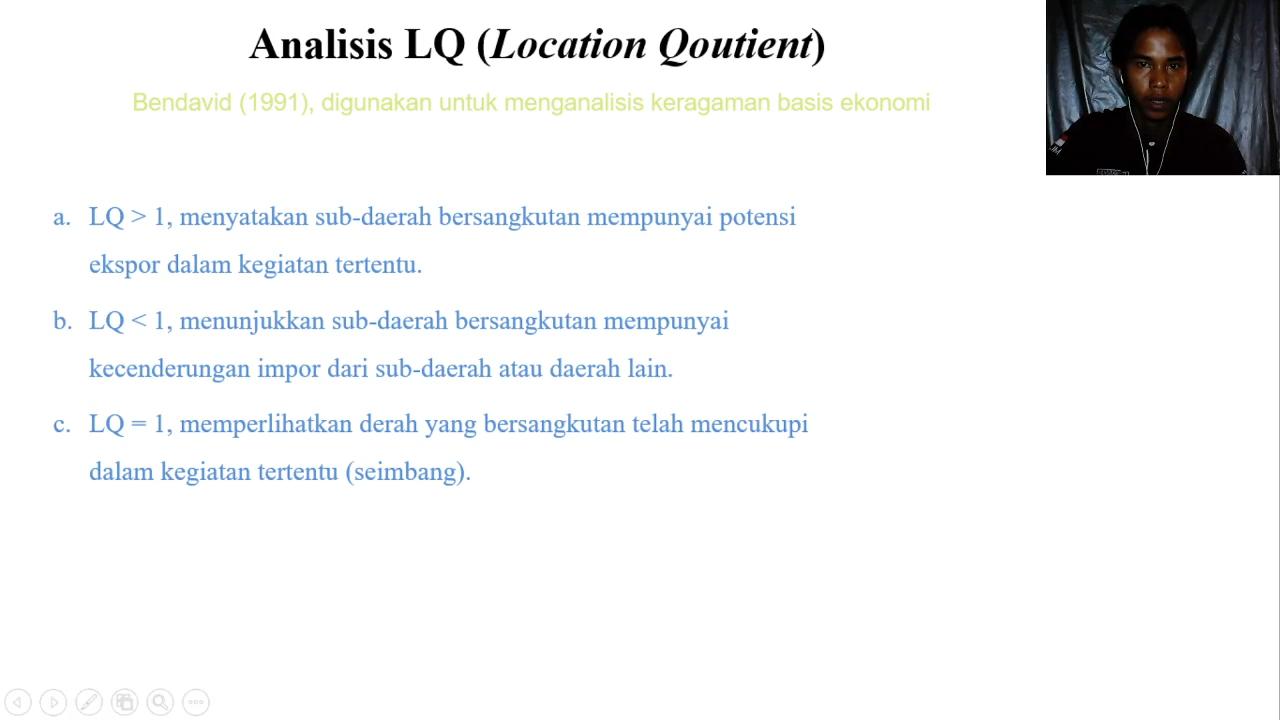 Analisis LQ (Location Qoutient)
Bendavid (1991), digunakan untuk menganalisis keragaman basis ekonomi
a. LQ > 1, menyatakan sub-daerah bersangkutan mempunyai potensi
ekspor dalam kegiatan tertentu.
b. LQ < 1, menunjukkan sub-daerah bersangkutan mempunyai
kecenderungan impor dari sub-daerah atau daerah lain.
c. LQ = 1, memperlihatkan derah yang bersangkutan telah mencukupi
dalam kegiatan tertentu (seimbang).